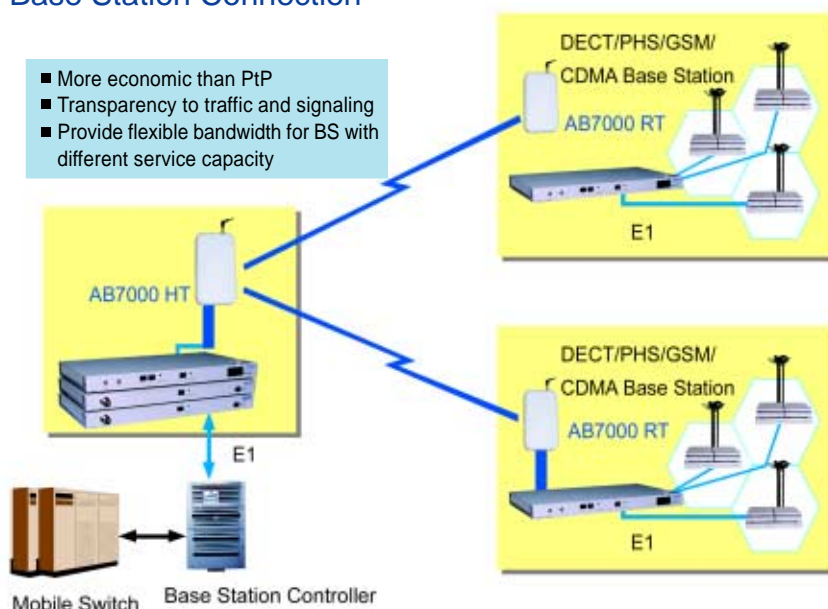 Base Station Connection
■ More economic than PtP
■ Transparency to traffic and signaling
■ Provide flexible bandwidth for BS with
different service capacity
DECT/PHS/GSM/
CDMA Base Station
AB7000 RT
E1
AB7000 HT
E1
DECT/PHS/GSM/
CDMA Base Station
AB7000 RT
E1
Mobile Switch
Base Station Controller